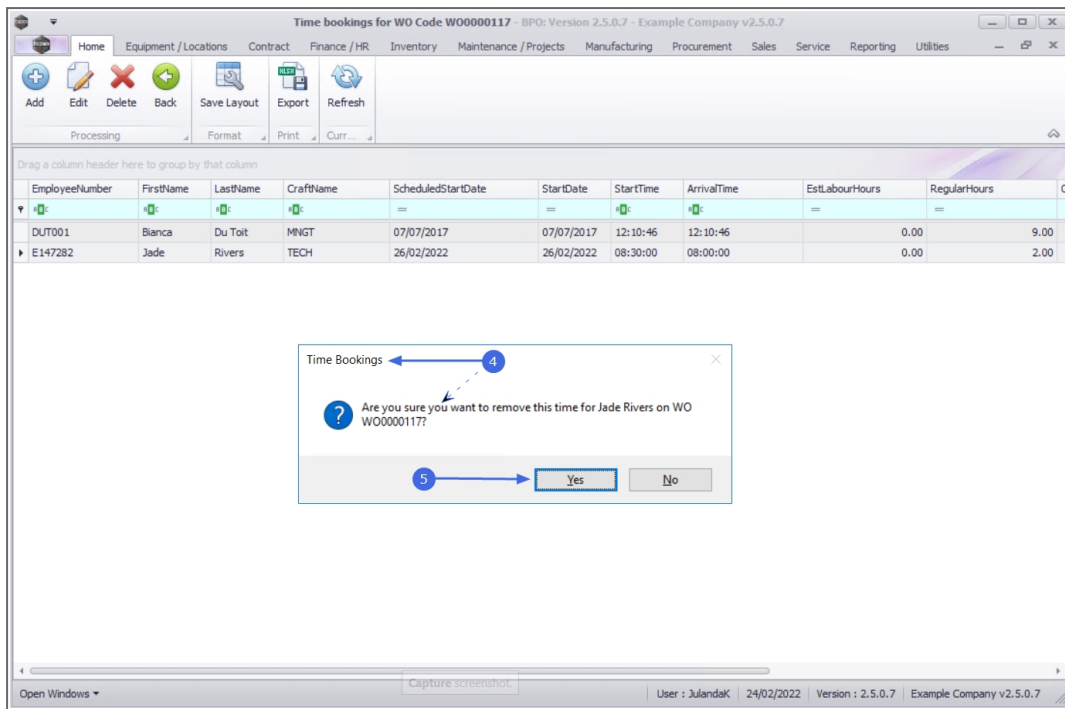 Time bookings for WO Code WO0000117 - BPO: Version 2.5.0.7 - Example Company v2.5.0.7
Home Equipment / Locations Contract Finance / HR Inventory Maintenance / Projects Manufacturing Procurement Sales Service Reporting Utilities
XLSX
Add Edit Delete Back Save Layout Export Refresh
Processing Format Print Curr...
Drag a column header here to group by that column
EmployeeNumber FirstName LastName CraftName ScheduledStartDate StartDate StartTime ArrivalTime EstLabourHours RegularHours
= = = =
DUT001 Bianca Du Toit MNGT 07/07/2017 07/07/2017 12:10:46 12:10:46 0.00 9.00
E147282 Jade Rivers TECH 26/02/2022 26/02/2022 08:30:00 08:00:00 0.00 2.00
Time Bookings 4
Are you sure you want to remove this time for Jade Rivers on WO
WO0000117?
5 Yes No
Capture screenshot.
Open Windows User : JulandaK 24/02/2022 Version : 2.5.0.7 Example Company v2.5.0.7